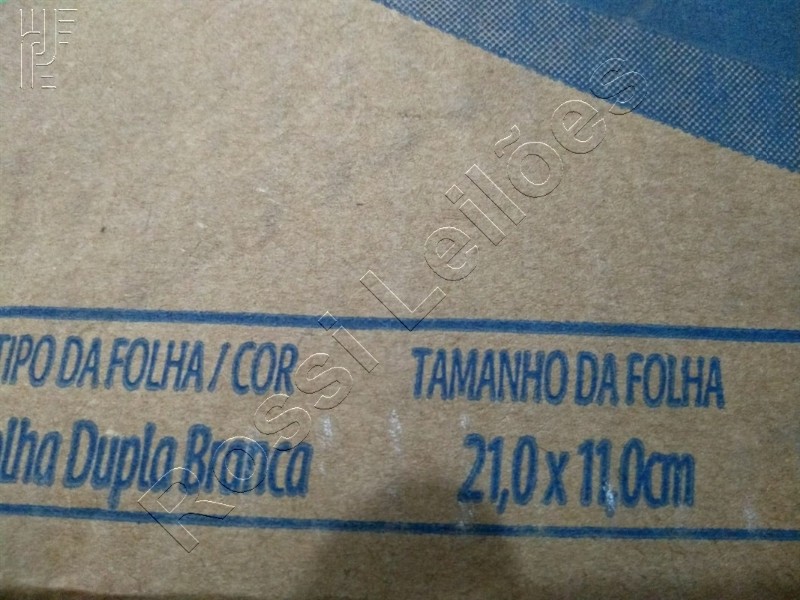 TIPO DA FOLHA / COR
TAMANHO DA FOLHA
olha Dupla Branca
21,0 x 11,0cm
Rossi Leilões